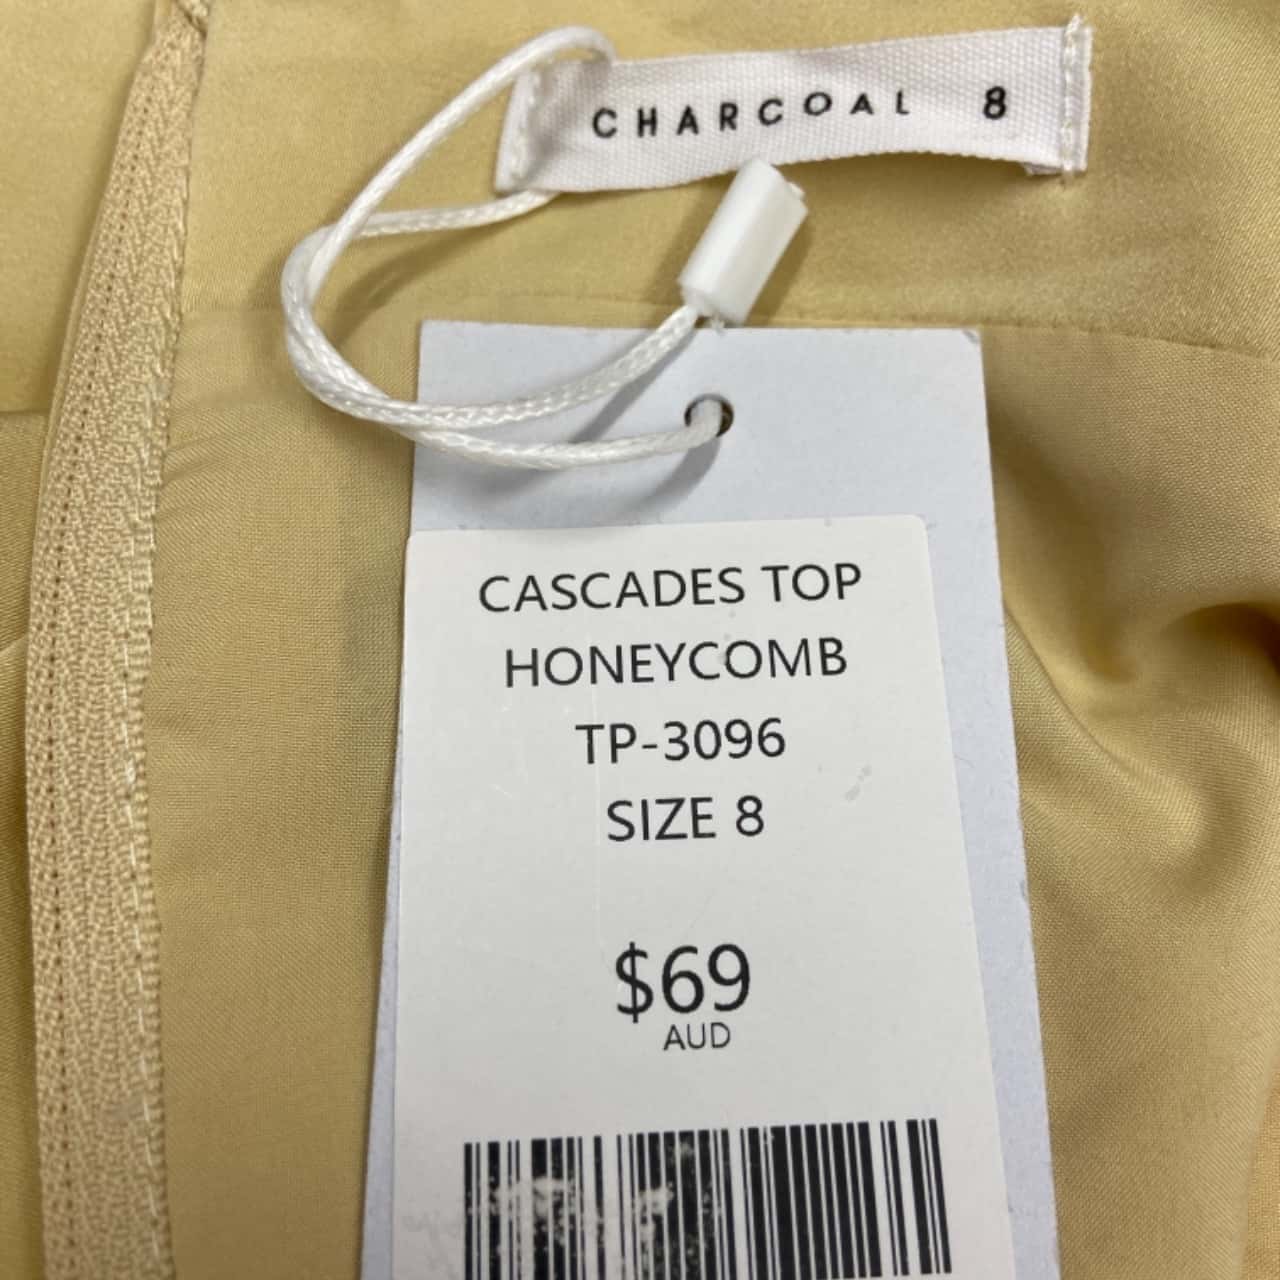 CHARCOAL 8
CASCADES TOP
HONEYCOMB
TP-3096
SIZE 8
$69
AUD